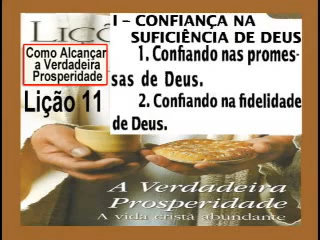 LIÇÕ
Como Alcançar
a Verdadeira
Prosperidade
Lição 11
I – CONFIANÇA NA
SUFICIÊNCIA DE DEUS
1. Confiando nas promes-
sas de Deus.
2. Confiando na fidelidade
de Deus.
A Verdadeira
Prosperidade
A vida cristã abundante